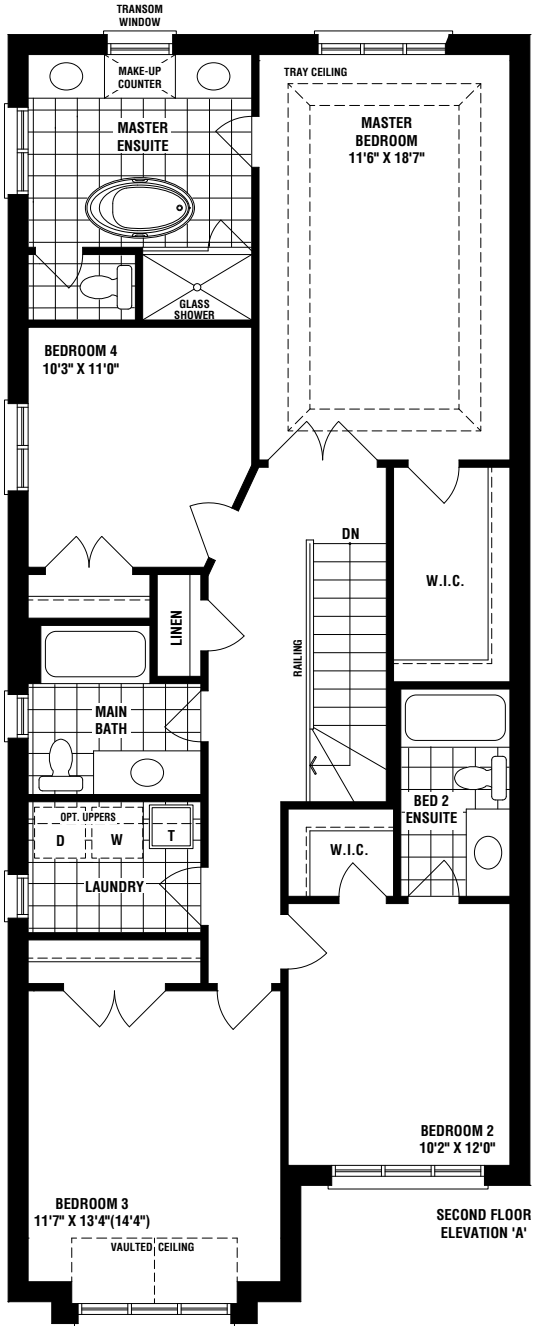 TRANSOM
WINDOW
MAKE-UP
COUNTER
TRAY CEILING
MASTER
ENSUITE
MASTER
BEDROOM
11'6" X 18'7"
GLASS
SHOWER
BEDROOM 4
10'3" X 11'0"
DN
W.I.C.
LINEN
RAILING
MAIN
BATH
BED 2
ENSUITE
OPT. UPPERS
D
W
T
W.I.C.
LAUNDRY
BEDROOM 2
10'2" X 12'0"
BEDROOM 3
11'7" X 13'4"(14'4")
VAULTED CEILING
SECOND FLOOR
ELEVATION 'A'